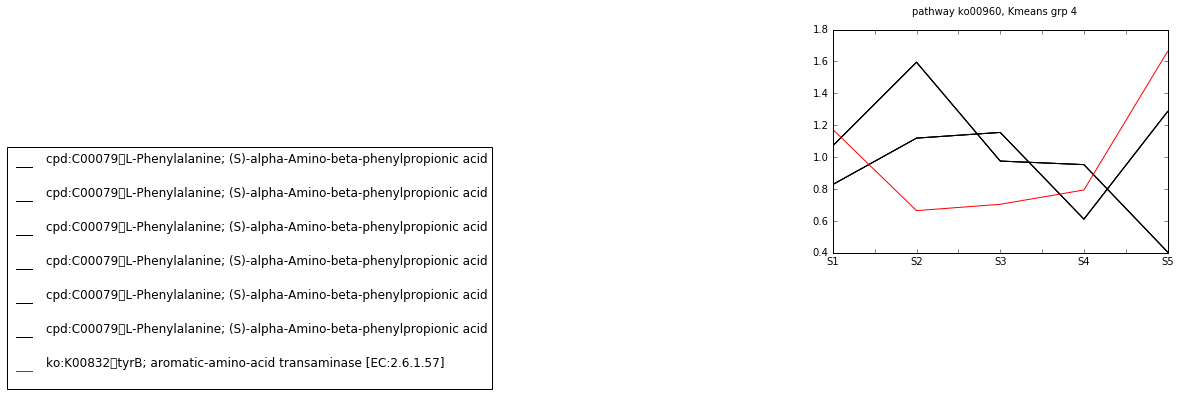 pathway ko00960, Kmeans grp 4
1.8
1.6
1.4
1.2
1.0
0.8
0.6
0.4
S1 S2 S3 S4 S5
cpd:C00079▯L-Phenylalanine; (S)-alpha-Amino-beta-phenylpropionic acid
cpd:C00079▯L-Phenylalanine; (S)-alpha-Amino-beta-phenylpropionic acid
cpd:C00079▯L-Phenylalanine; (S)-alpha-Amino-beta-phenylpropionic acid
cpd:C00079▯L-Phenylalanine; (S)-alpha-Amino-beta-phenylpropionic acid
cpd:C00079▯L-Phenylalanine; (S)-alpha-Amino-beta-phenylpropionic acid
cpd:C00079▯L-Phenylalanine; (S)-alpha-Amino-beta-phenylpropionic acid
ko:K00832▯tyrB; aromatic-amino-acid transaminase [EC:2.6.1.57]